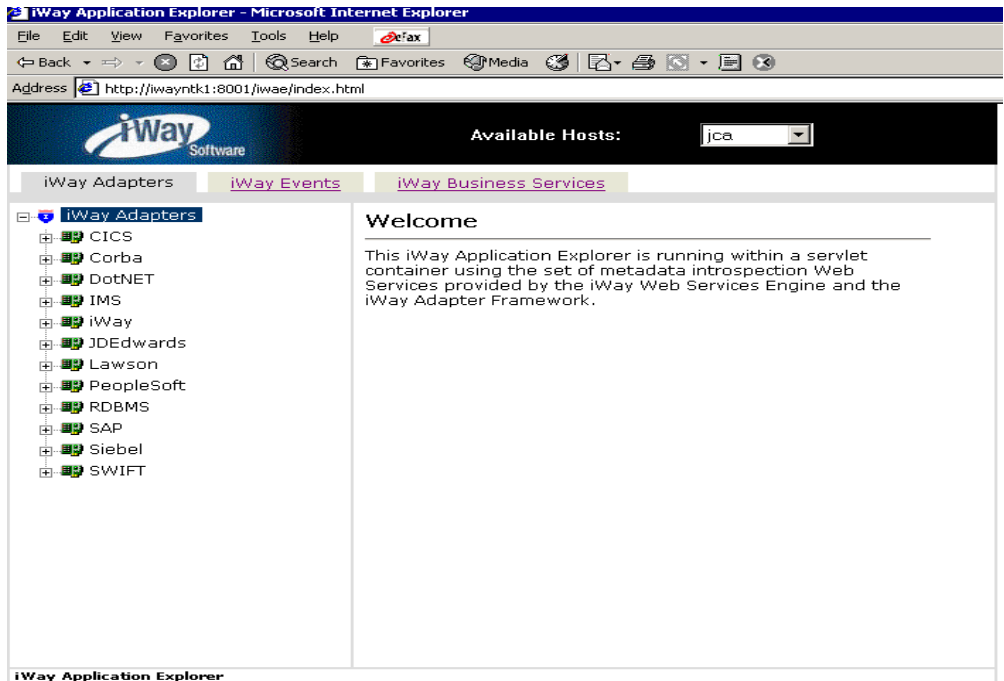 iWay Application Explorer - Microsoft Internet Explorer
File Edit View Favorites Tools Help eFax
Back Search Favorites Media
Address http://iwayntk1:8001/iwae/index.html
iWay Software
Available Hosts: jca
iWay Adapters iWay Events iWay Business Services
iWay Adapters
CICS
Corba
DotNET
IMS
iWay
JDEdwards
Lawson
PeopleSoft
RDBMS
SAP
Siebel
SWIFT
Welcome
This iWay Application Explorer is running within a servlet
container using the set of metadata introspection Web
Services provided by the iWay Web Services Engine and the
iWay Adapter Framework.
iWay Application Explorer